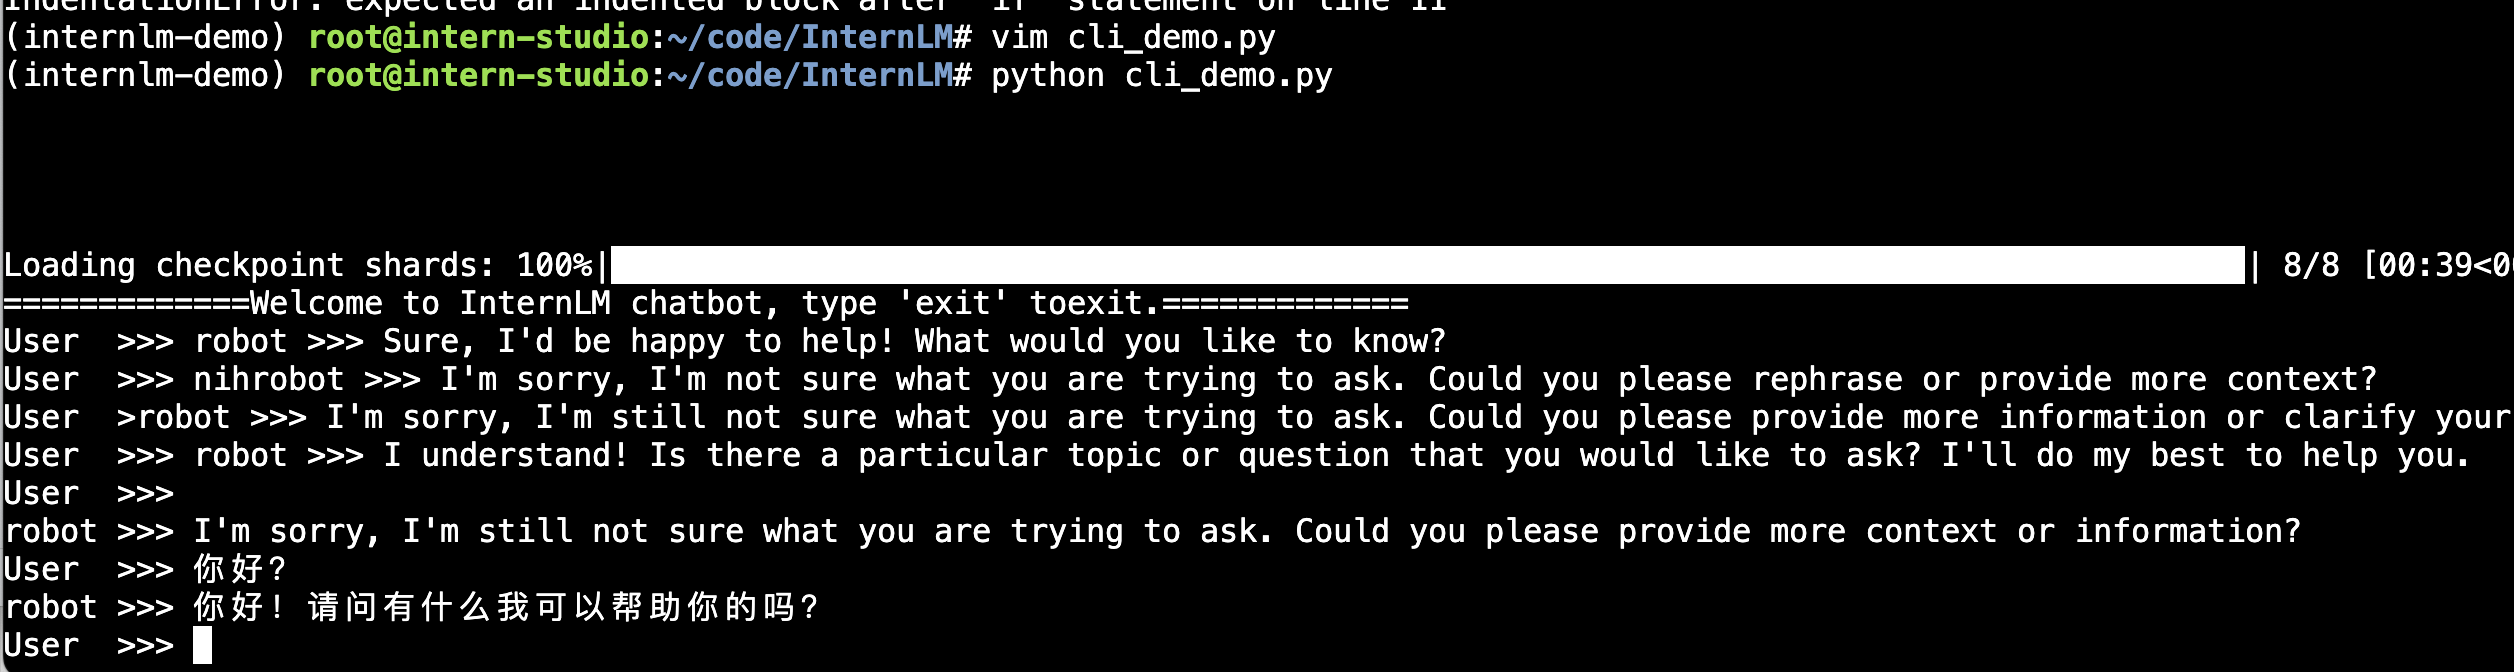 IndentationError: expected an indented block after 'if' statement on line 11
(internlm-demo) root@intern-studio:~/code/InternLM# vim cli_demo.py
(internlm-demo) root@intern-studio:~/code/InternLM# python cli_demo.py
Loading checkpoint shards: 100%| | 8/8 [00:39<0
=============Welcome to InternLM chatbot, type 'exit' toexit.=============
User  >>> robot >>> Sure, I'd be happy to help! What would you like to know?
User  >>> nihrobot >>> I'm sorry, I'm not sure what you are trying to ask. Could you please rephrase or provide more context?
User  >robot >>> I'm sorry, I'm still not sure what you are trying to ask. Could you please provide more information or clarify your
User  >>> robot >>> I understand! Is there a particular topic or question that you would like to ask? I'll do my best to help you.
User  >>>
robot >>> I'm sorry, I'm still not sure what you are trying to ask. Could you please provide more context or information?
User  >>> 你好?
robot >>> 你好! 请问有什么我可以帮助你的吗?
User  >>>